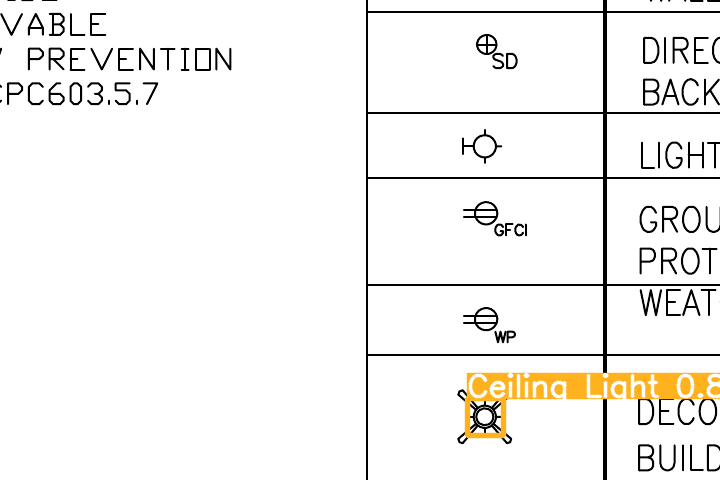 VABLE
PREVENTION
CPC603.5.7
SD
DIREC
BACK
LIGHT
GFCI
GROU
PROT
WP
WEAT
Ceiling Light 0.8
DECO
BUILD